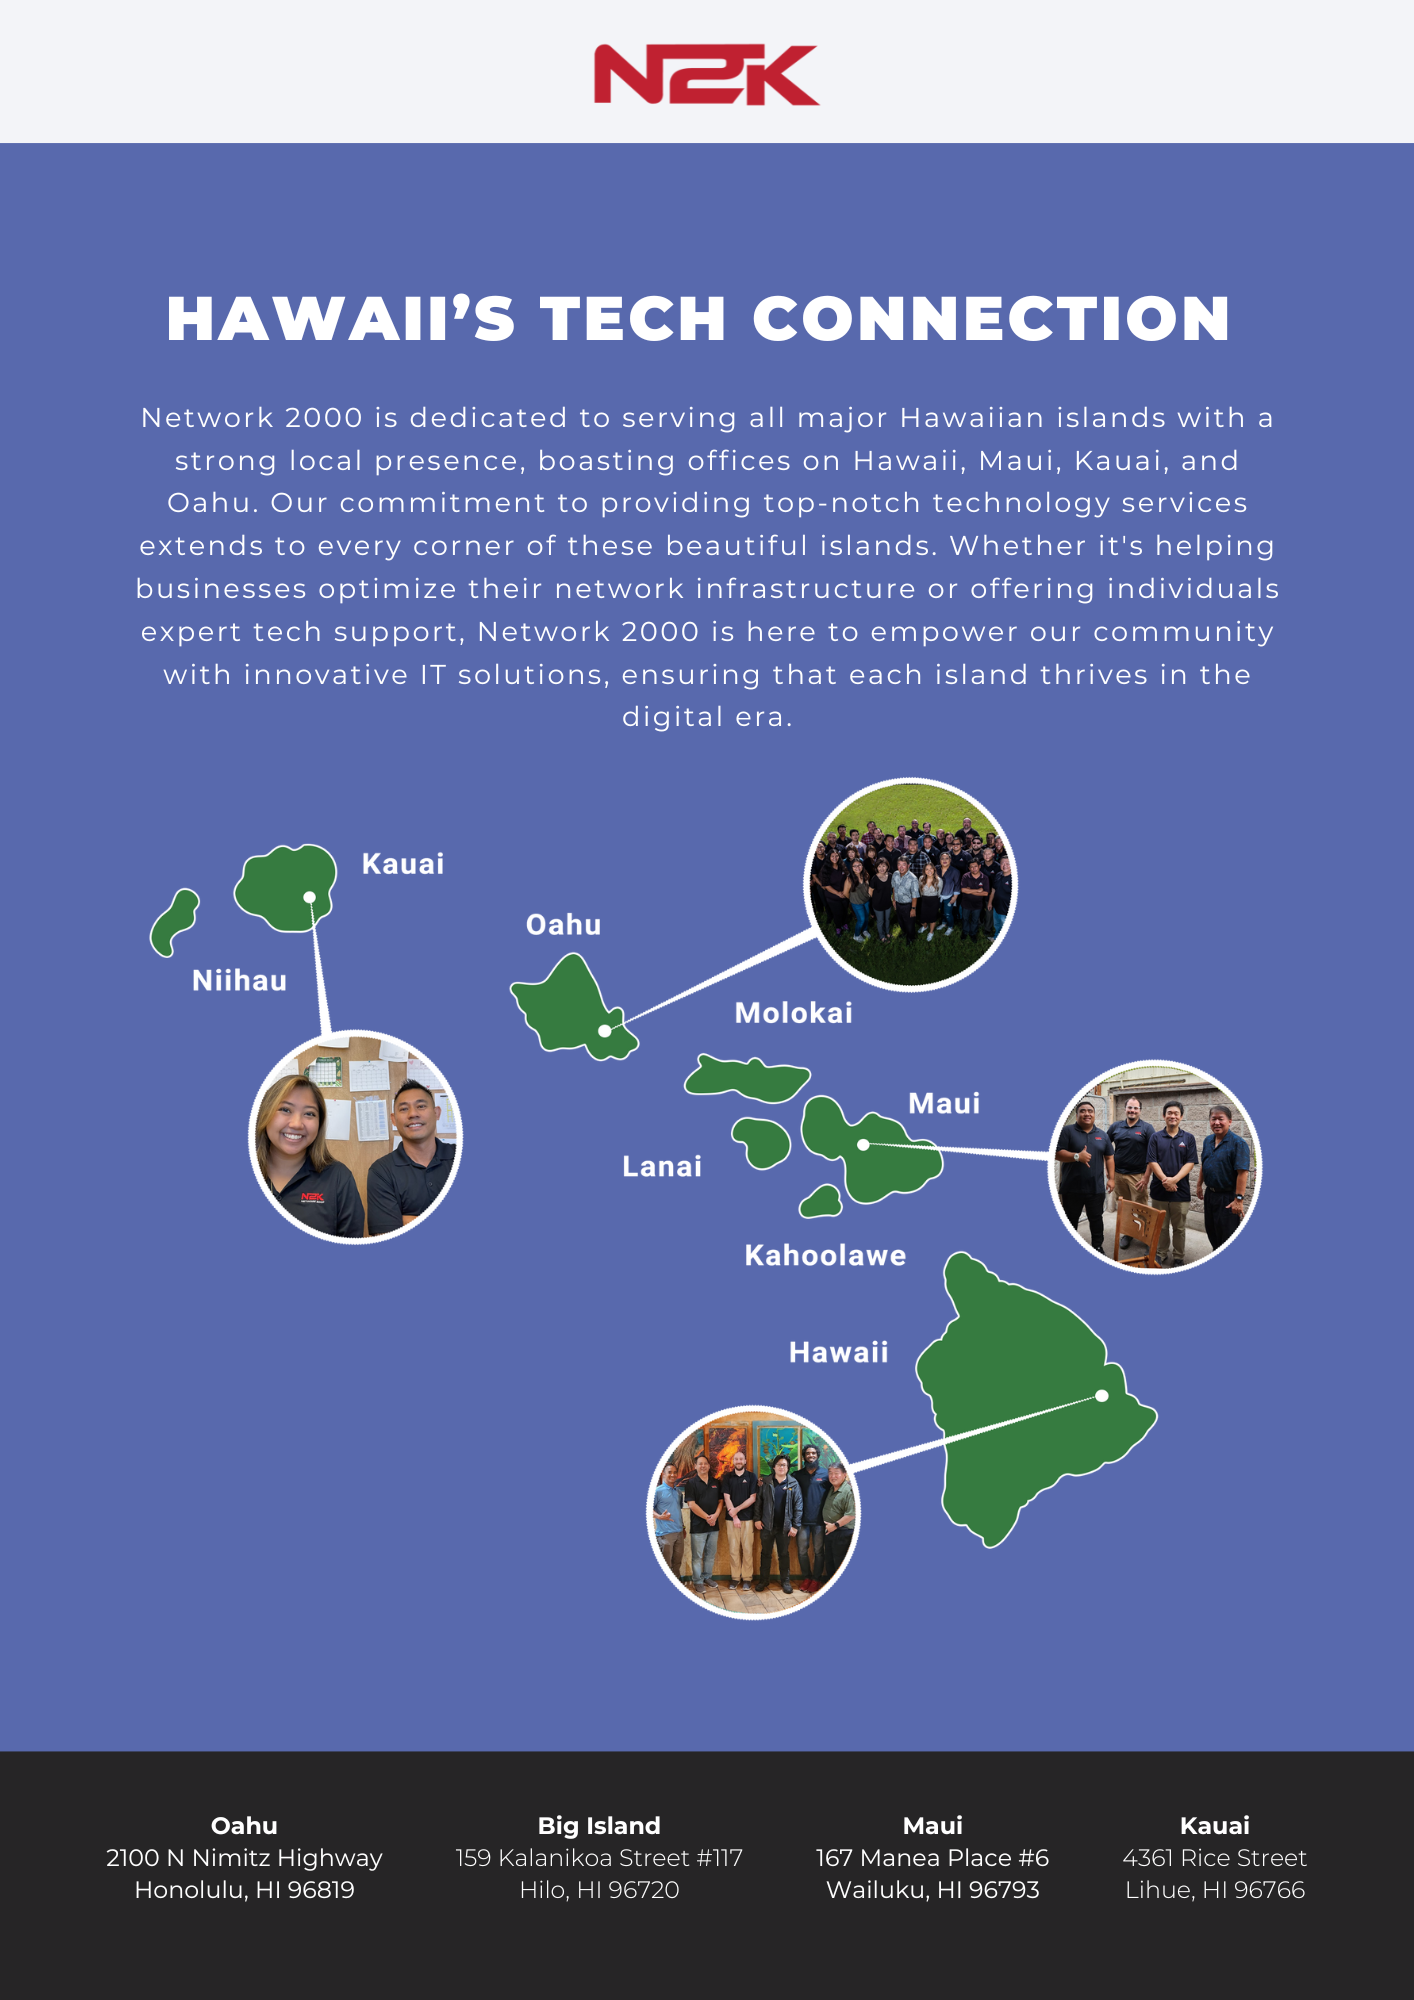 N2K
HAWAII’S TECH CONNECTION
Network 2000 is dedicated to serving all major Hawaiian islands with a
strong local presence, boasting offices on Hawaii, Maui, Kauai, and
Oahu. Our commitment to providing top-notch technology services
extends to every corner of these beautiful islands. Whether it's helping
businesses optimize their network infrastructure or offering individuals
expert tech support, Network 2000 is here to empower our community
with innovative IT solutions, ensuring that each island thrives in the
digital era.
Kauai
Oahu
Niihau
Molokai
Maui
Lanai
N2K
Kahoolawe
Hawaii
Oahu
2100 N Nimitz Highway
Honolulu, HI 96819
Big Island
159 Kalanikoa Street #117
Hilo, HI 96720
Maui
167 Manea Place #6
Wailuku, HI 96793
Kauai
4361 Rice Street
Lihue, HI 96766